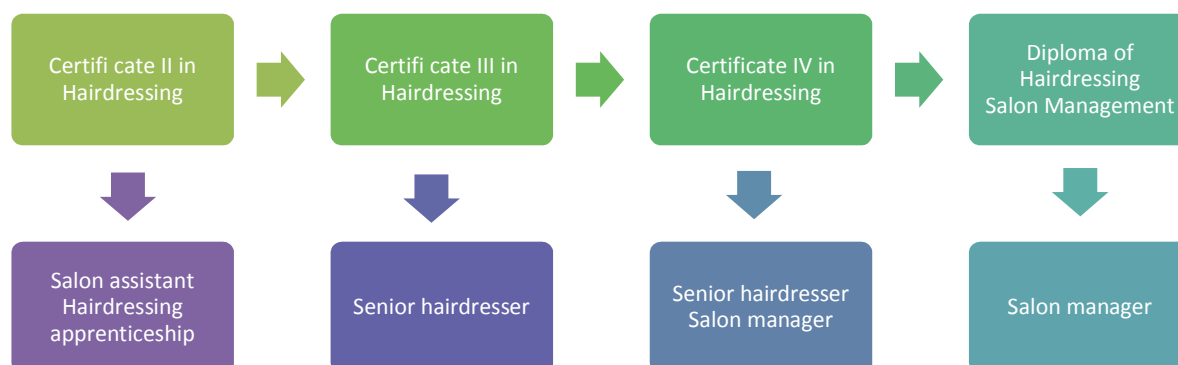 Certifi cate II in
Hairdressing
Certifi cate III in
Hairdressing
Certificate IV in
Hairdressing
Diploma of
Hairdressing
Salon Management
Salon assistant
Hairdressing
apprenticeship
Senior hairdresser
Senior hairdresser
Salon manager
Salon manager